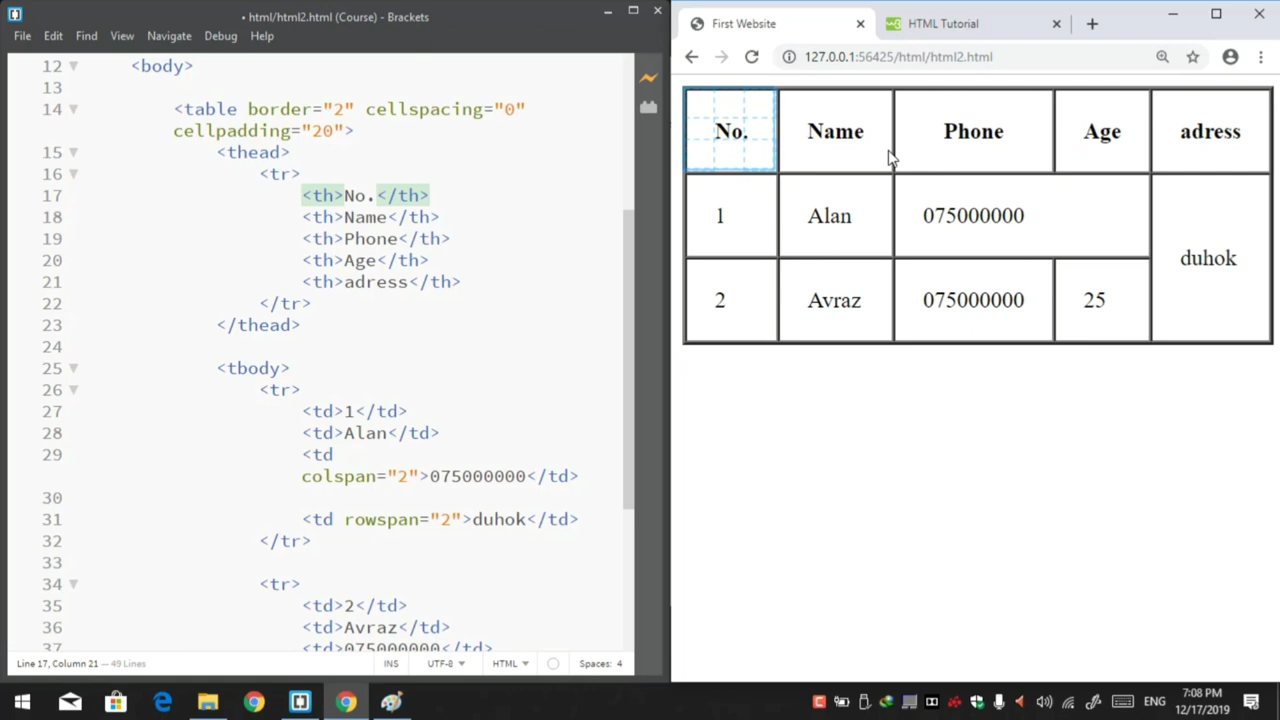 • html/html2.html (Course) - Brackets
File Edit Find View Navigate Debug Help
12 <body>
13
14 <table border="2" cellspacing="0"
cellpadding="20">
15 <thead>
16 <tr>
17 <th>No.</th>
18 <th>Name</th>
19 <th>Phone</th>
20 <th>Age</th>
21 <th>adress</th>
22 </tr>
23 </thead>
24
25 <tbody>
26 <tr>
27 <td>1</td>
28 <td>Alan</td>
29 <td
colspan="2">075000000</td>
30
31 <td rowspan="2">duhok</td>
32 </tr>
33
34 <tr>
35 <td>2</td>
36 <td>Avraz</td>
37 <td>075000000</td>
Line 17, Column 21 — 49 Lines
INS UTF-8 HTML Spaces: 4
First Website
HTML Tutorial
127.0.0.1:56425/html/html2.html
No. Name Phone Age adress
1 Alan 075000000
duhok
2 Avraz 075000000 25
ENG
7:08 PM
12/17/2019